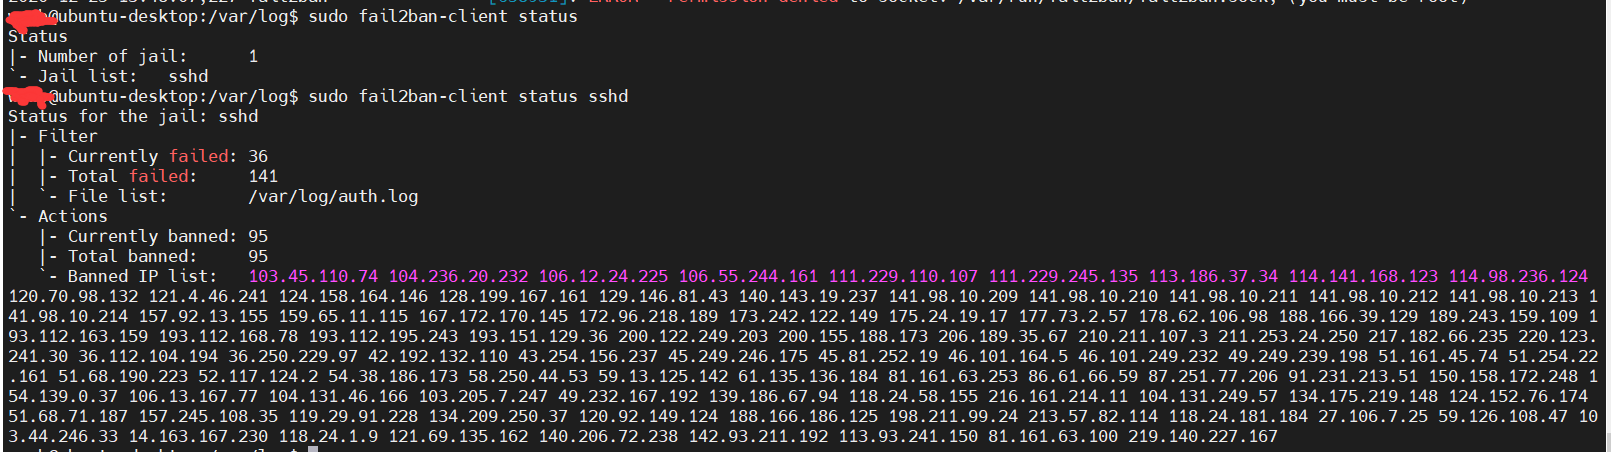 @ubuntu-desktop:/var/log$ sudo fail2ban-client status
Status
|- Number of jail:      1
`- Jail list:   sshd
@ubuntu-desktop:/var/log$ sudo fail2ban-client status sshd
Status for the jail: sshd
|- Filter
|  |- Currently failed: 36
|  |- Total failed:     141
|  `- File list:        /var/log/auth.log
`- Actions
   |- Currently banned: 95
   |- Total banned:     95
   `- Banned IP list:   103.45.110.74 104.236.20.232 106.12.24.225 106.55.244.161 111.229.110.107 111.229.245.135 113.186.37.34 114.141.168.123 114.98.236.124
120.70.98.132 121.4.46.241 124.158.164.146 128.199.167.161 129.146.81.43 140.143.19.237 141.98.10.209 141.98.10.210 141.98.10.211 141.98.10.212 141.98.10.213 1
41.98.10.214 157.92.13.155 159.65.11.115 167.172.170.145 172.96.218.189 173.242.122.149 175.24.19.17 177.73.2.57 178.62.106.98 188.166.39.129 189.243.159.109 1
93.112.163.159 193.112.168.78 193.112.195.243 193.151.129.36 200.122.249.203 200.155.188.173 206.189.35.67 210.211.107.3 211.253.24.250 217.182.66.235 220.123.
241.30 36.112.104.194 36.250.229.97 42.192.132.110 43.254.156.237 45.249.246.175 45.81.252.19 46.101.164.5 46.101.249.232 49.249.239.198 51.161.45.74 51.254.22
.161 51.68.190.223 52.117.124.2 54.38.186.173 58.250.44.53 59.13.125.142 61.135.136.184 81.161.63.253 86.61.66.59 87.251.77.206 91.231.213.51 150.158.172.248 1
54.139.0.37 106.13.167.77 104.131.46.166 103.205.7.247 49.232.167.192 139.186.67.94 118.24.58.155 216.161.214.11 104.131.249.57 134.175.219.148 124.152.76.174
51.68.71.187 157.245.108.35 119.29.91.228 134.209.250.37 120.92.149.124 188.166.186.125 198.211.99.24 213.57.82.114 118.24.181.184 27.106.7.25 59.126.108.47 10
3.44.246.33 14.163.167.230 118.24.1.9 121.69.135.162 140.206.72.238 142.93.211.192 113.93.241.150 81.161.63.100 219.140.227.167